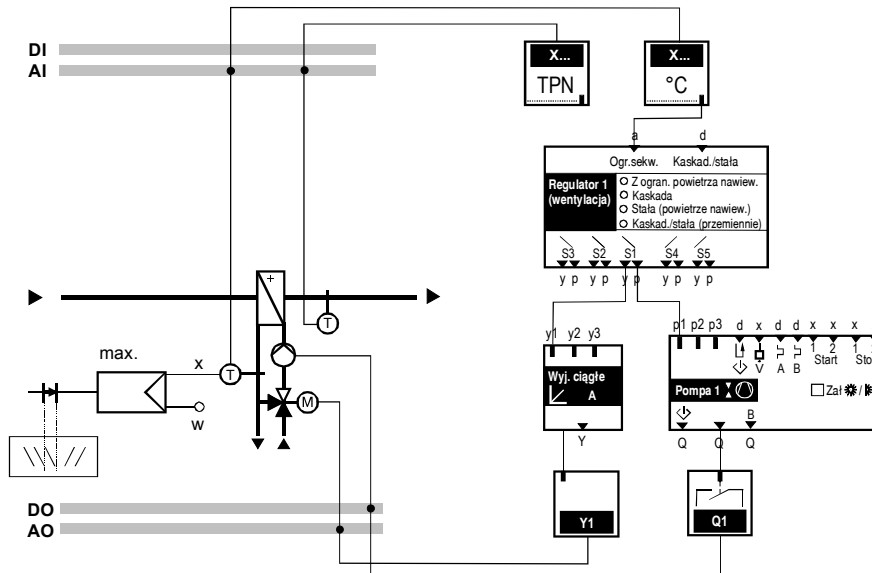 DI
AI
X...
TPN
X...
°C
a d
Ogr.sekw. Kaskad./stała
Regulator 1
(wentylacja)
Z ogran. powietrza nawiew.
Kaskada
Stała (powietrze nawiew.)
Kaskad./stała (przemiennie)
S3 S2 S1 S4 S5
y p y p y p y p y p
+
T
max.
x
T
w
M
y1 y2 y3
Wyj. ciągłe
A
Y
p1 p2 p3 d x d d x x x
V A B 1 2 1
Start Sto
Pompa 1
Zał
/
B
Q Q Q
DO
AO
Y1
Q1